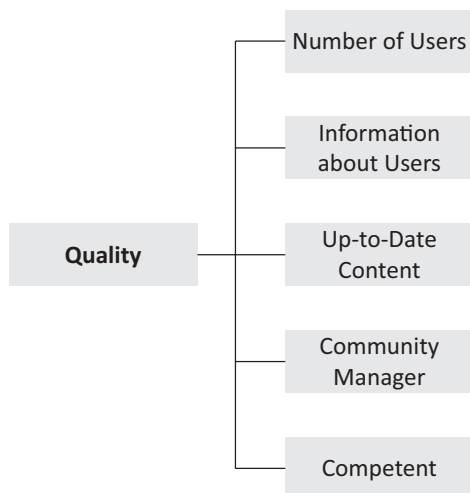 Number of Users
Information
about Users
Quality
Up-to-Date
Content
Community
Manager
Competent